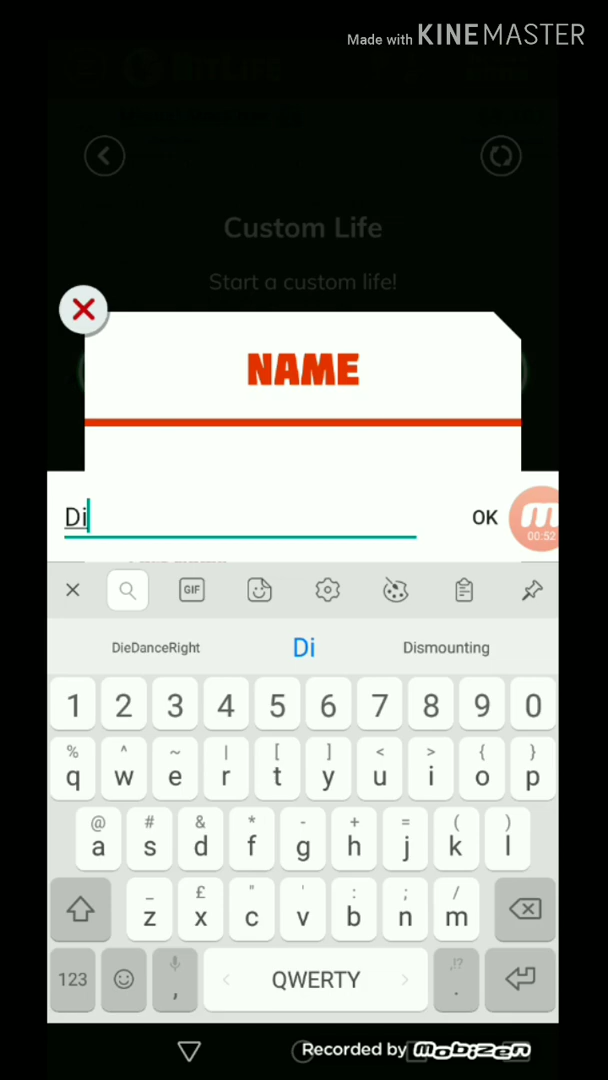 Made with KINEMASTER
Custom Life
Start a custom life!
NAME
Di
OK
00:52
GIF
DieDanceRight Di Dismounting
1 2 3 4 5 6 7 8 9 0
% ^ ~ | [ ] < > { }
q w e r t y u i o p
@ # & * - + = ( )
a s d f g h j k l
_ £ " ' : ; /
z x c v b n m
,!?
123 , QWERTY .
Recorded by mobizen